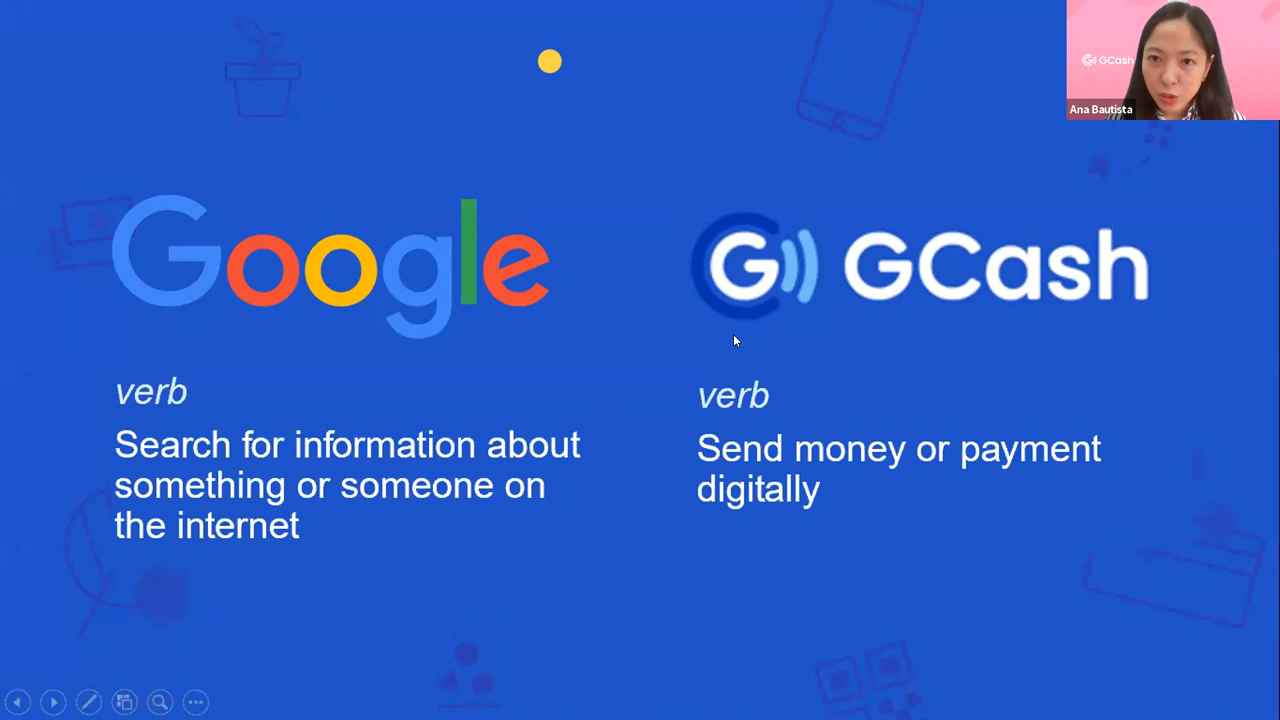 GCash
Ana Bautista
Google
GCash
verb
Search for information about
something or someone on
the internet
verb
Send money or payment
digitally